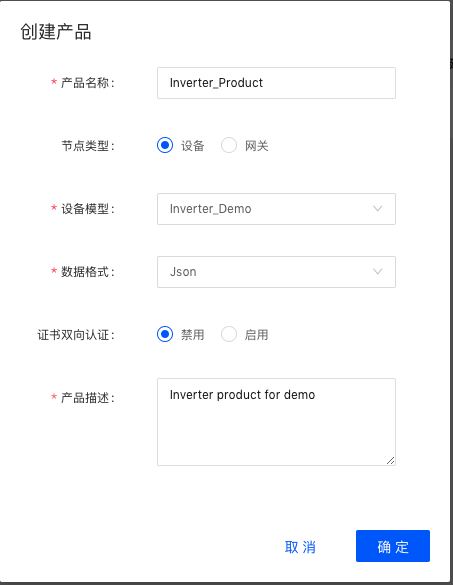 创建产品
* 产品名称： Inverter_Product
节点类型： 设备 网关
* 设备模型： Inverter_Demo
* 数据格式： Json
证书双向认证： 禁用 启用
* 产品描述： Inverter product for demo
取 消 确 定